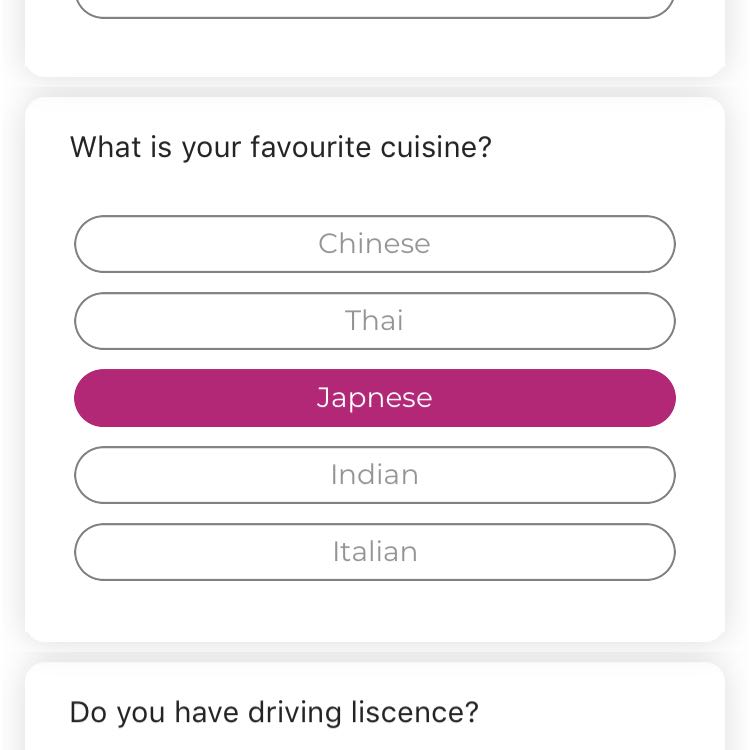 What is your favourite cuisine?
Chinese
Thai
Japnese
Indian
Italian
Do you have driving liscence?